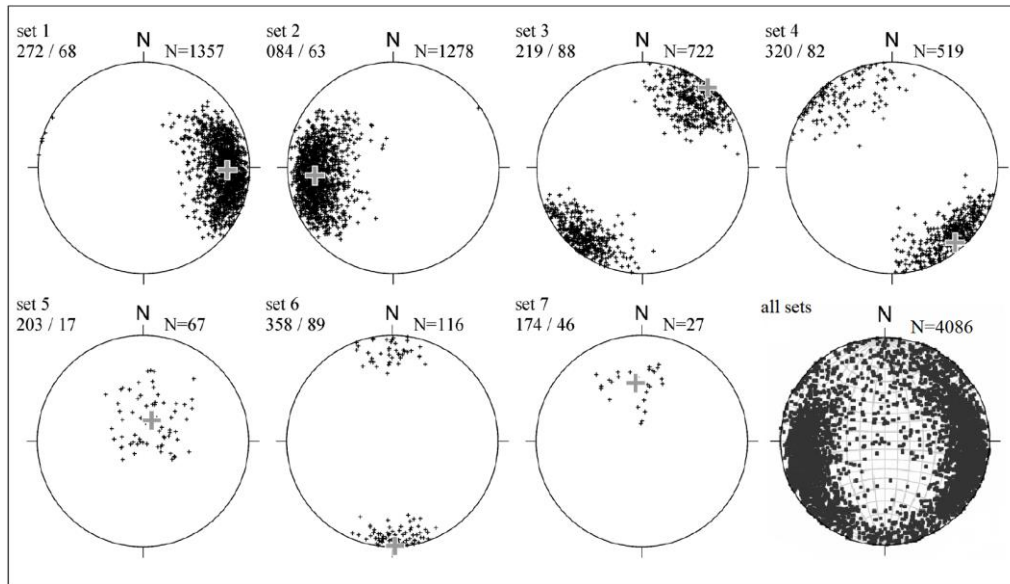 set 1
272 / 68
N
N=1357
set 2
084 / 63
N
N=1278
set 3
219 / 88
N
N=722
set 4
320 / 82
N
N=519
set 5
203 / 17
N
N=67
set 6
358 / 89
N
N=116
set 7
174 / 46
N
N=27
all sets
N
N=4086